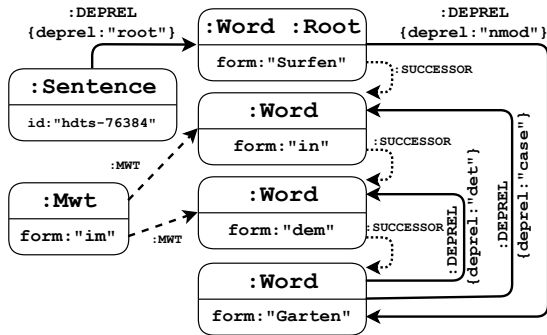 :DEPREL
{deprel:"root"}
:Word :Root
form:"Surfen"
:DEPREL
{deprel:"nmod"}
:SUCCESSOR
:Sentence
id:"hdts-76384"
:Word
form:"in"
:MWT
:SUCCESSOR
:Mwt
form:"im"
:MWT
:Word
form:"dem"
:SUCCESSOR
:DEPREL
{deprel:"det"}
:DEPREL
{deprel:"case"}
:Word
form:"Garten"